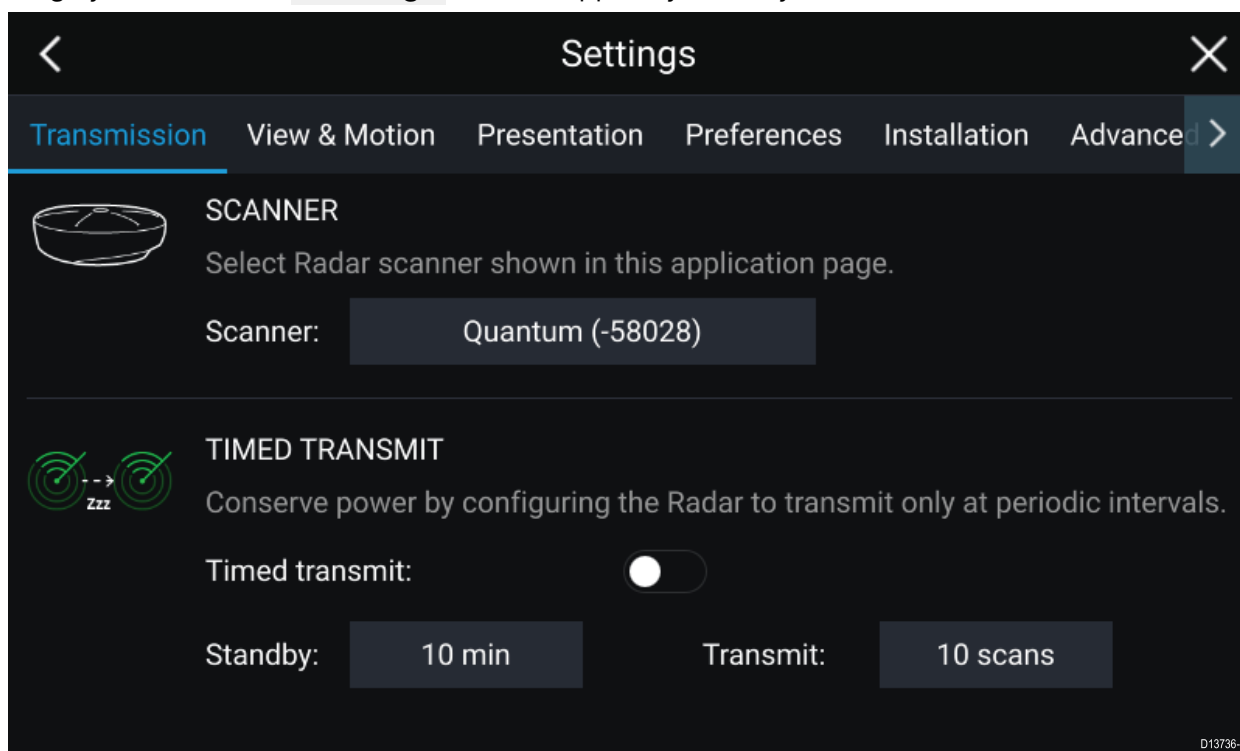 Settings
Transmission View & Motion Presentation Preferences Installation Advanced
SCANNER
Select Radar scanner shown in this application page.
Scanner: Quantum (-58028)
TIMED TRANSMIT
Zzz
Conserve power by configuring the Radar to transmit only at periodic intervals.
Timed transmit:
Standby: 10 min Transmit: 10 scans
D13736-